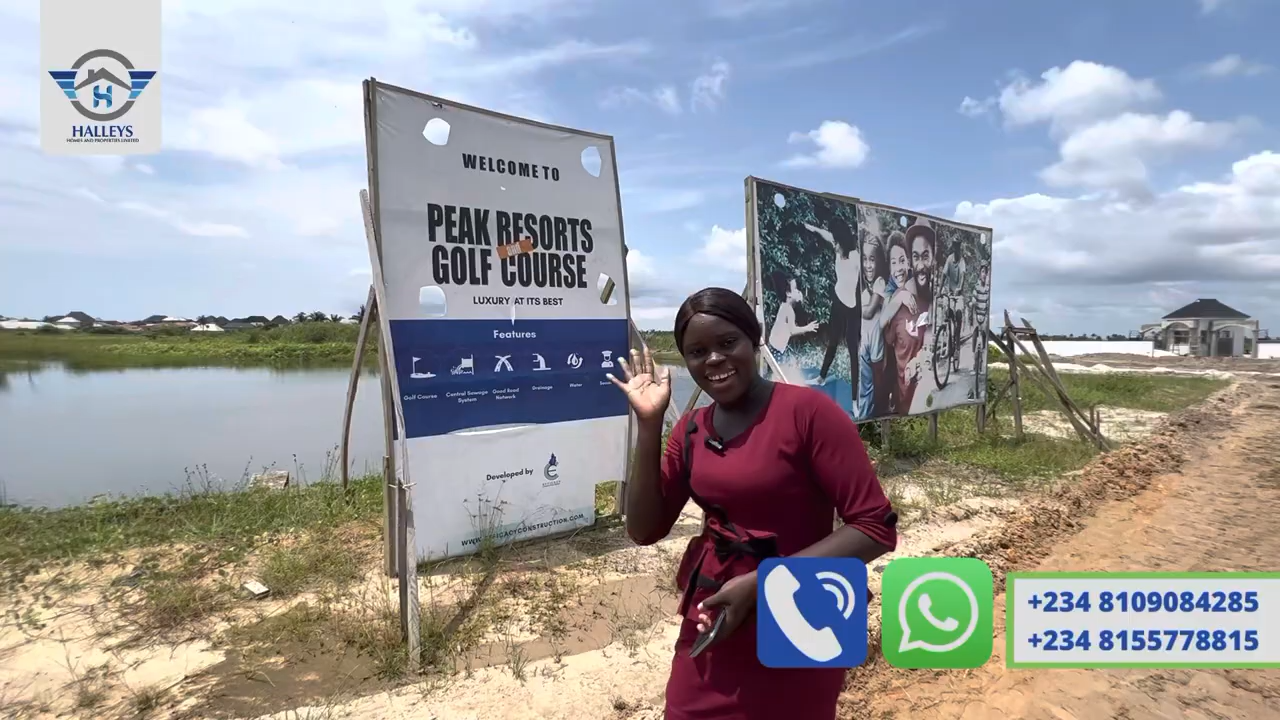 HALLEYS
HOMES AND PROPERTIES LIMITED
WELCOME TO
PEAK RESORTS
GOLF COURSE
LUXURY AT ITS BEST
Features
Golf Course
Central Sewage
System
Good Road
Network
Drainage
Water
Developed by
+234 8109084285
+234 8155778815